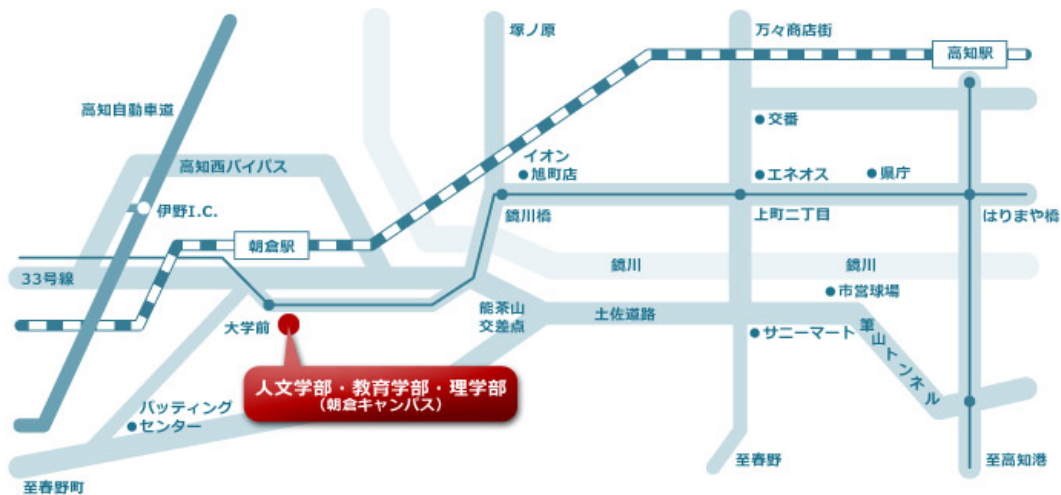 塚ノ原
万々商店街
高知駅
高知自動車道
交番
高知西バイパス
イオン
旭町店
エネオス
県庁
伊野I.C.
鏡川橋
上町二丁目
はりまや橋
朝倉駅
33号線
鏡川
鏡川
市営球場
大学前
能茶山
交差点
土佐道路
サニーマート
筆山トンネル
人文学部・教育学部・理学部
(朝倉キャンパス)
バッティング
センター
至春野町
至春野
至高知港